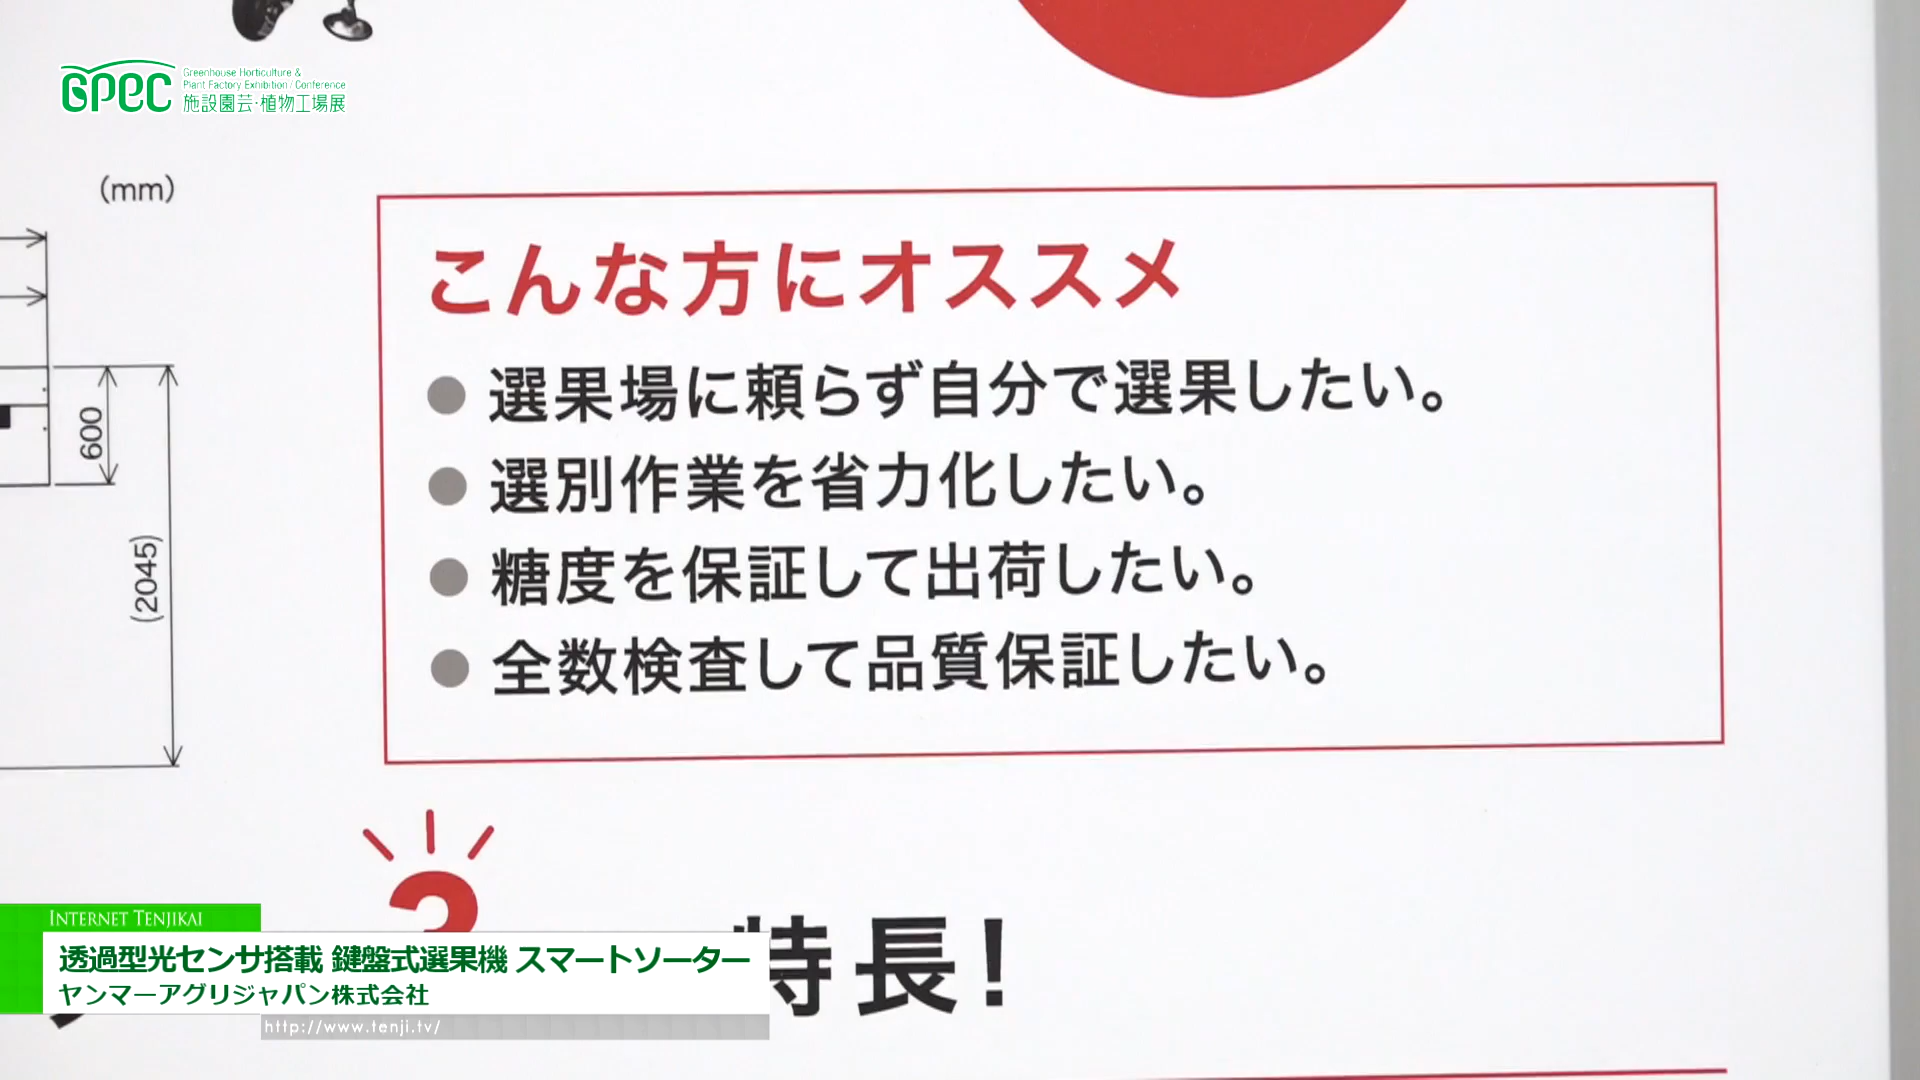 GPEC
Greenhouse Horticulture &
Plant Factory Exhibition / Conference
施設園芸・植物工場展
(mm)
600
(2045)
こんな方にオススメ
● 選果場に頼らず自分で選果したい。
● 選別作業を省力化したい。
● 糖度を保証して出荷したい。
● 全数検査して品質保証したい。
特長!
INTERNET TENJIKAI
透過型光センサ搭載 鍵盤式選果機 スマートソーター
ヤンマーアグリジャパン株式会社
http://www.tenji.tv/